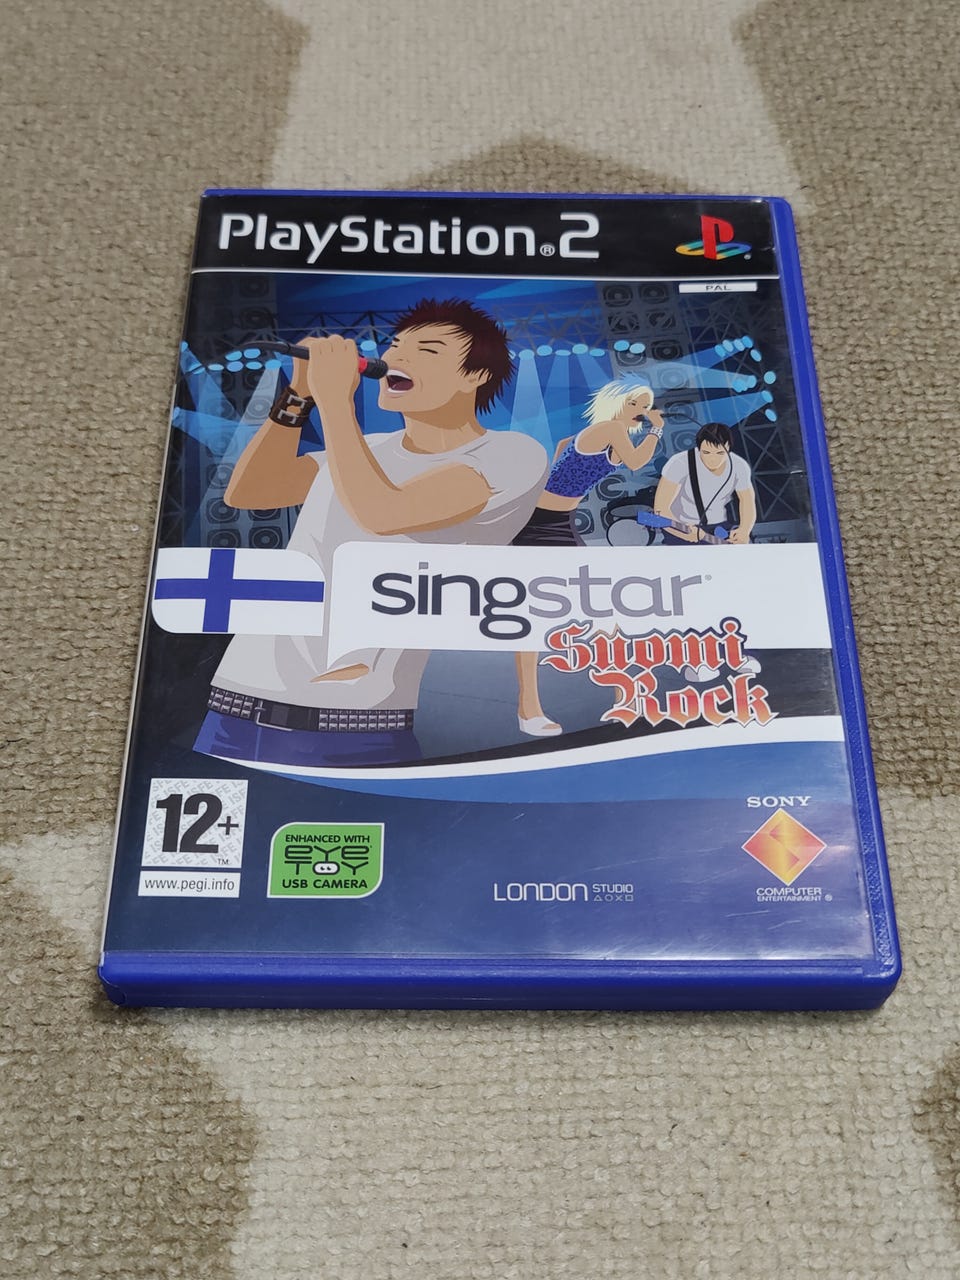 PlayStation®2
PAL
singstar®
Suomi
Rock
12+
TM
www.pegi.info
ENHANCED WITH
EYE
TOY
USB CAMERA
LONDON STUDIO
SONY
COMPUTER
ENTERTAINMENT®